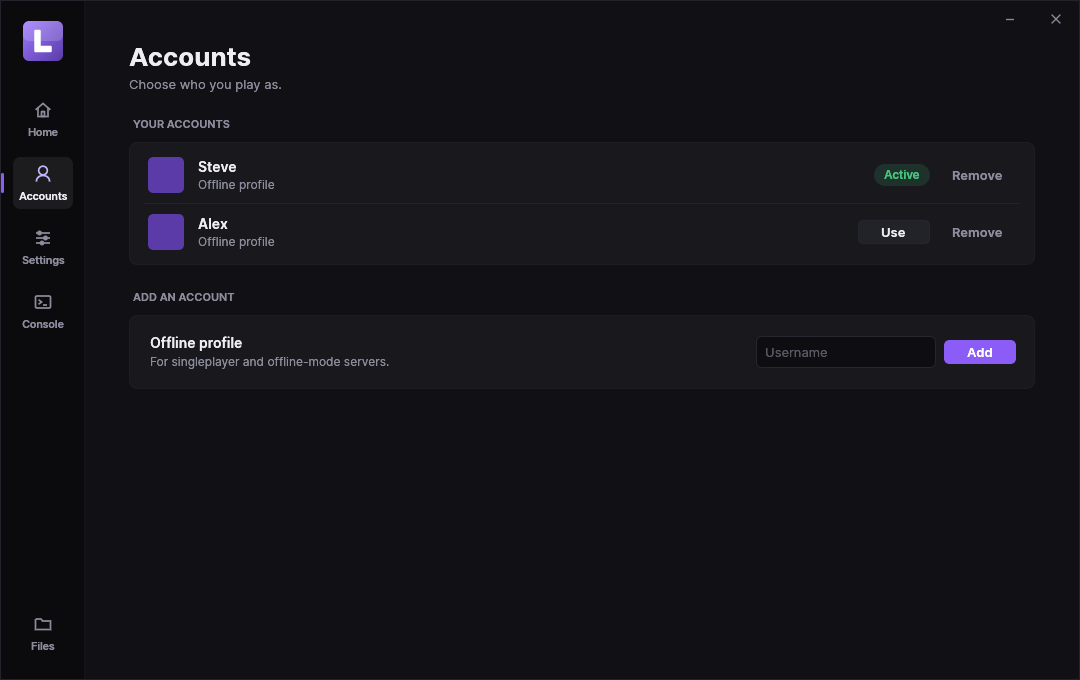 L
Home
Accounts
Settings
Console
Files
Accounts
Choose who you play as.
YOUR ACCOUNTS
Steve
Offline profile
Active
Remove
Alex
Offline profile
Use
Remove
ADD AN ACCOUNT
Offline profile
For singleplayer and offline-mode servers.
Username
Add